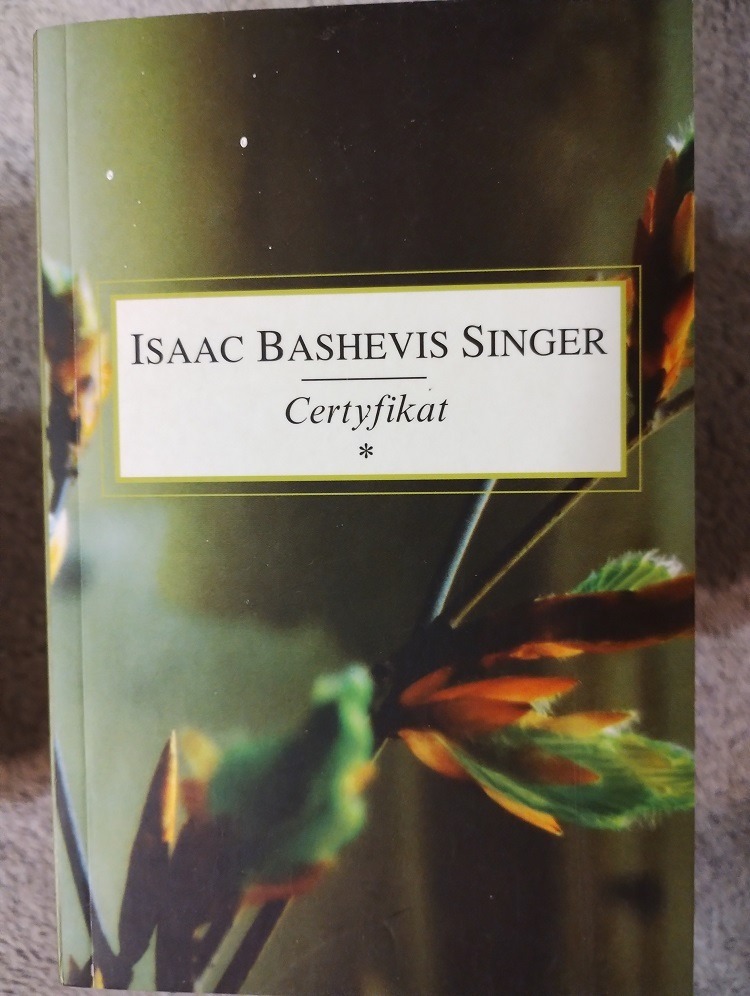 ISAAC BASHEVIS SINGER
Certyfikat
*